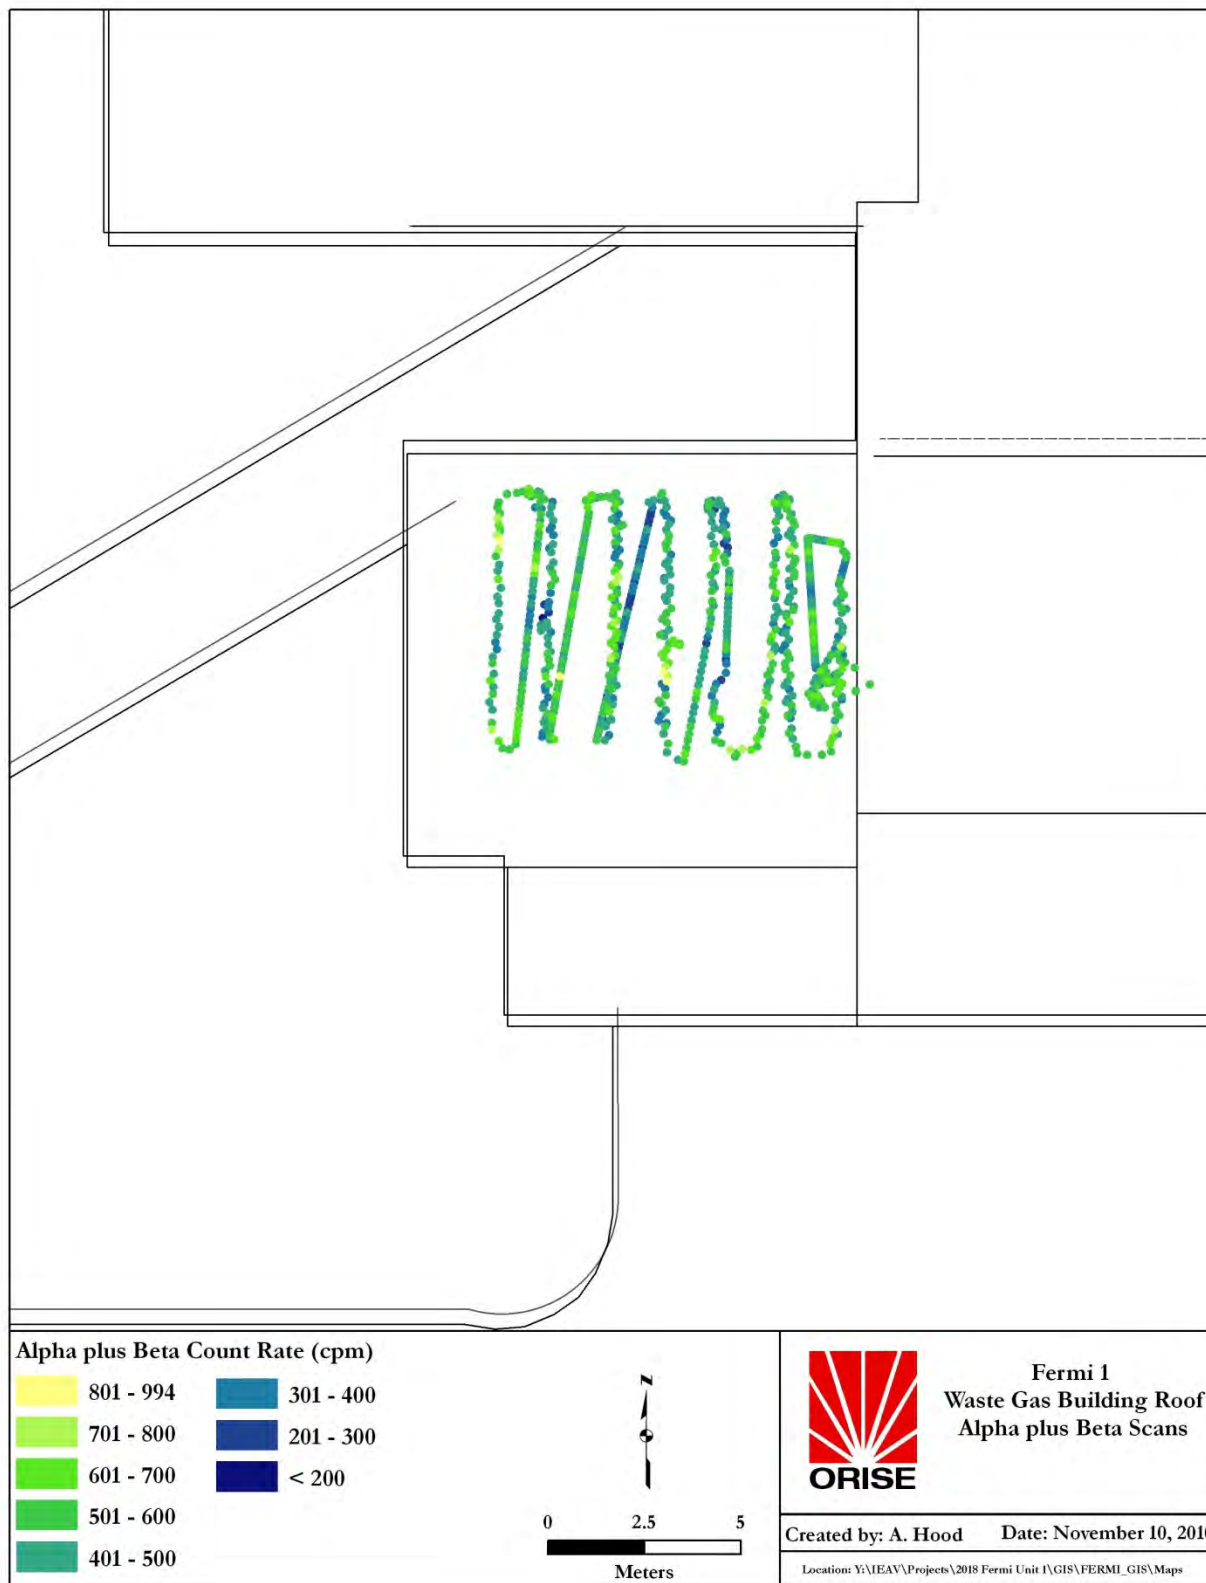 Alpha plus Beta Count Rate (cpm)
801 - 994
701 - 800
601 - 700
501 - 600
401 - 500
301 - 400
201 - 300
< 200
N
0 2.5 5
Meters
ORISE
Fermi 1
Waste Gas Building Roof
Alpha plus Beta Scans
Created by: A. Hood Date: November 10, 201
Location: Y:\IEAV\Projects\2018 Fermi Unit 1\GIS\FERMI_GIS\Maps